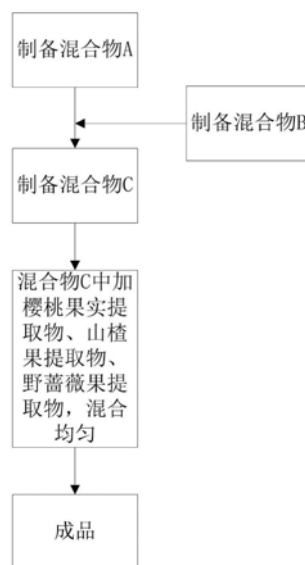 制备混合物A
制备混合物B
制备混合物C
混合物C中加
樱桃果实提
取物、山楂
果提取物、
野蔷薇果提
取物，混合
均匀
成品